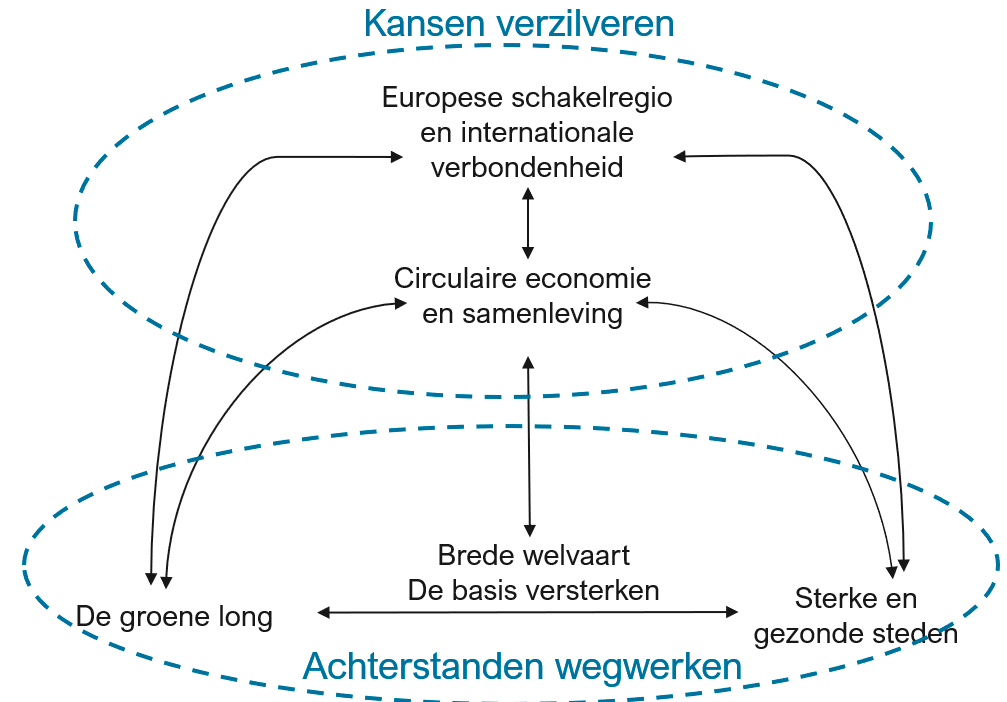 Kansen verzilveren
Europese schakelregio
en internationale
verbondenheid
Circulaire economie
en samenleving
Brede welvaart
De basis versterken
De groene long
Sterke en
gezonde steden
Achterstanden wegwerken